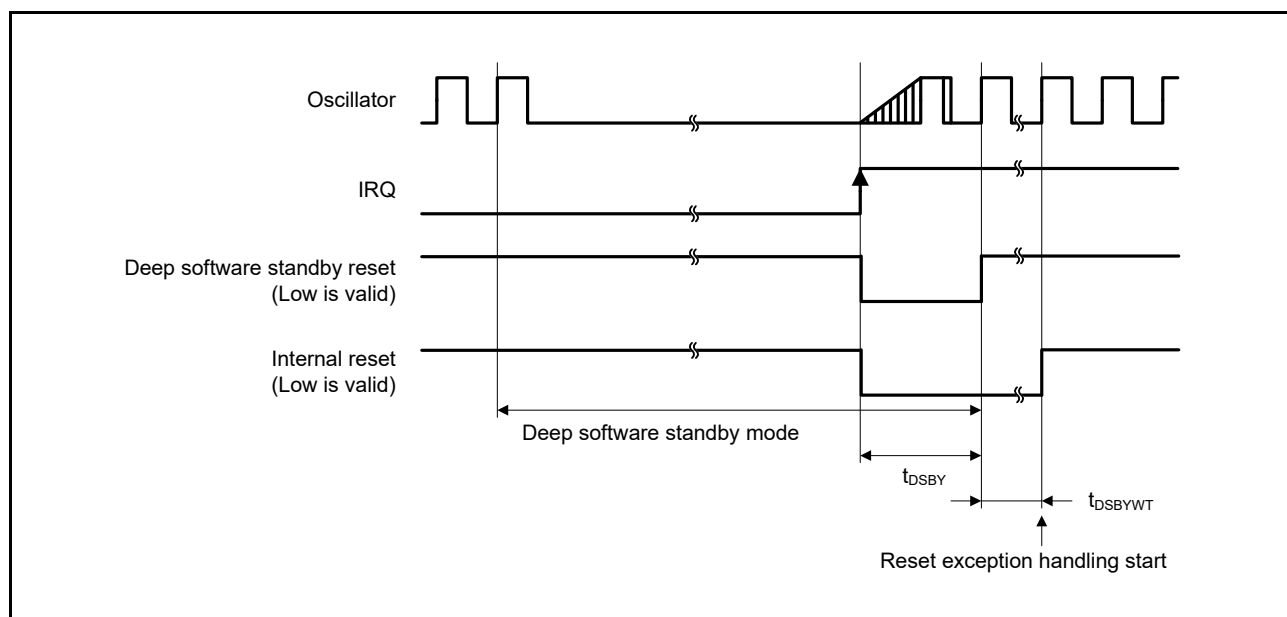 Oscillator
IRQ
Deep software standby reset
(Low is valid)
Internal reset
(Low is valid)
Deep software standby mode
tDSBY
tDSBYWT
Reset exception handling start